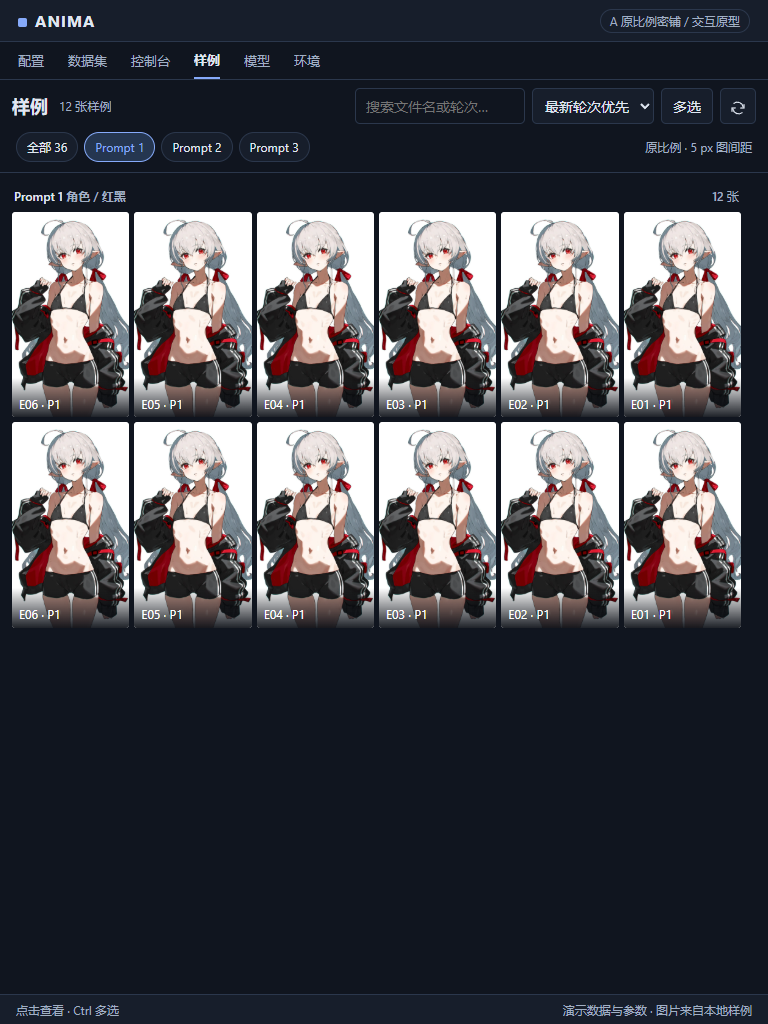 ANIMA
A 原比例密铺 / 交互原型
配置 数据集 控制台 样例 模型 环境
样例 12 张样例 搜索文件名或轮次... 最新轮次优先 多选
全部 36 Prompt 1 Prompt 2 Prompt 3 原比例 · 5 px 图间距
Prompt 1 角色 / 红黑 12 张
E06 · P1 E05 · P1 E04 · P1 E03 · P1 E02 · P1 E01 · P1
E06 · P1 E05 · P1 E04 · P1 E03 · P1 E02 · P1 E01 · P1
点击查看 · Ctrl 多选 演示数据与参数 · 图片来自本地样例